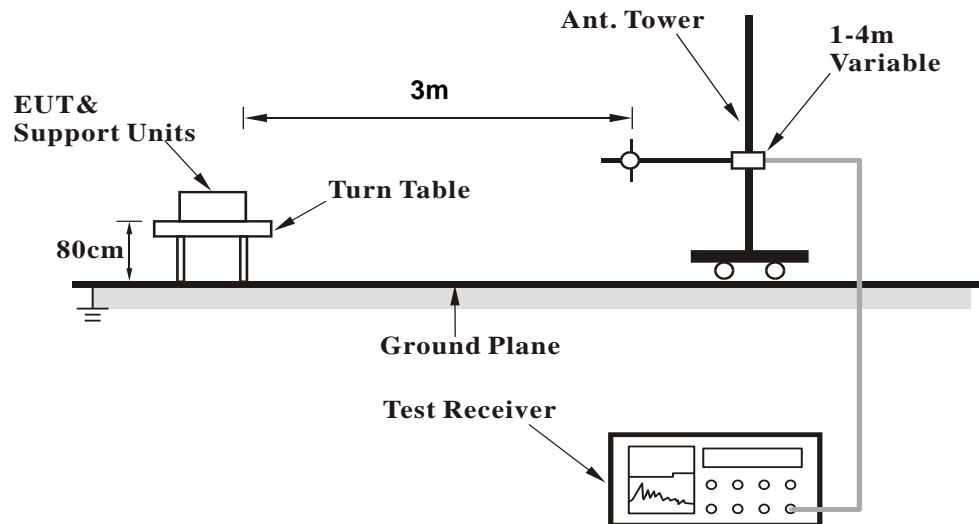 Ant. Tower
1-4m
Variable
3m
EUT&
Support Units
Turn Table
80cm
Ground Plane
Test Receiver